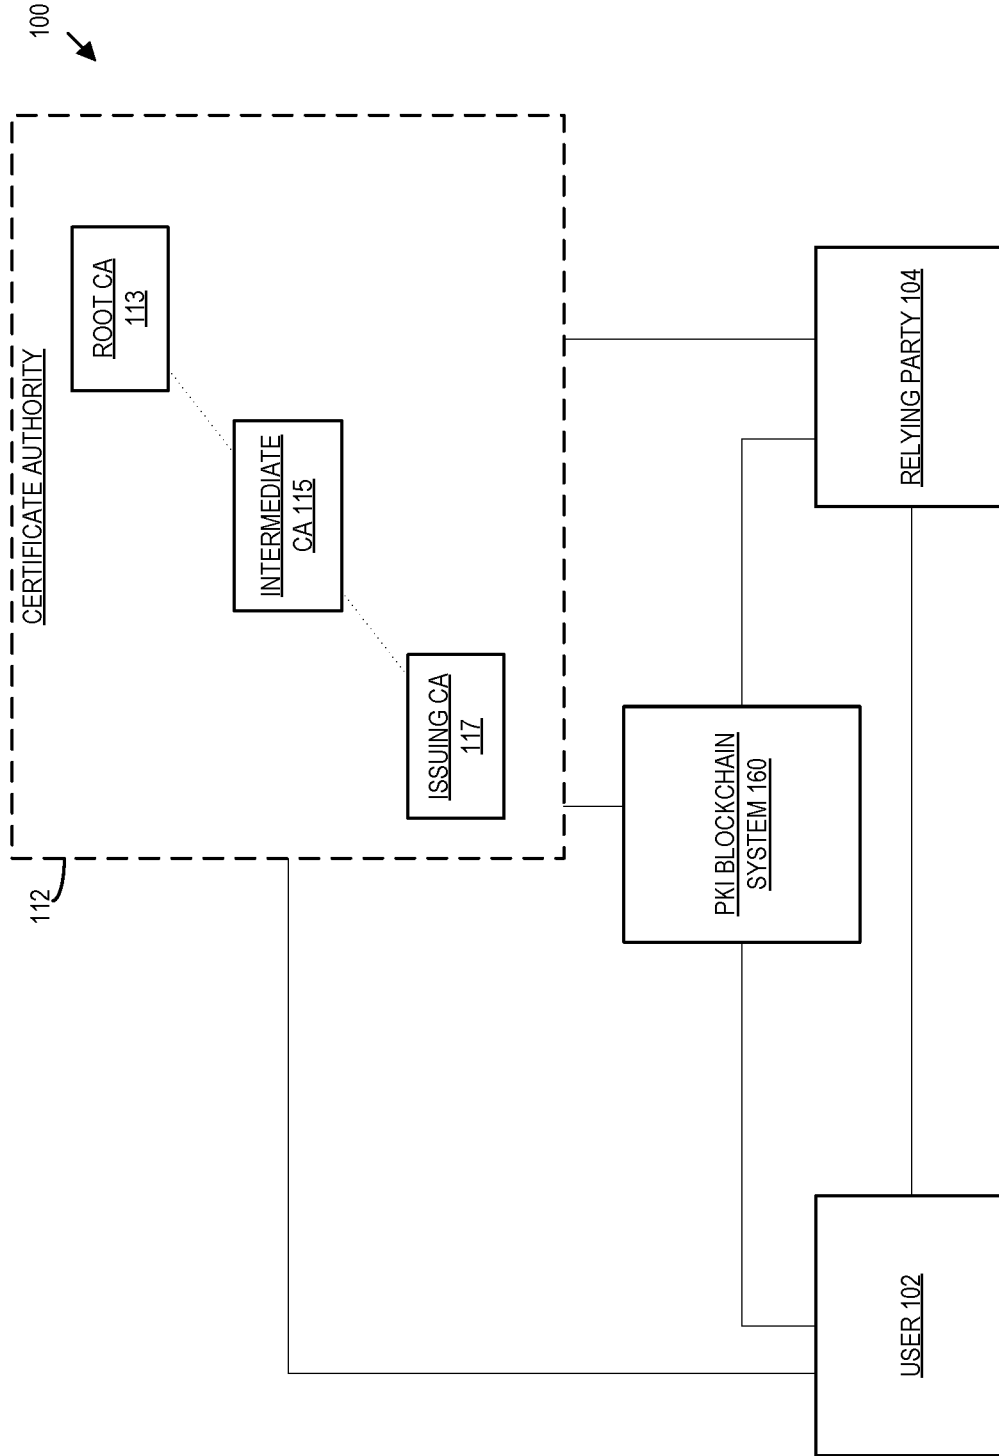 100
112
CERTIFICATE AUTHORITY
ROOT CA
113
INTERMEDIATE
CA 115
ISSUING CA
117
PKI BLOCKCHAIN
SYSTEM 160
USER 102
RELYING PARTY 104